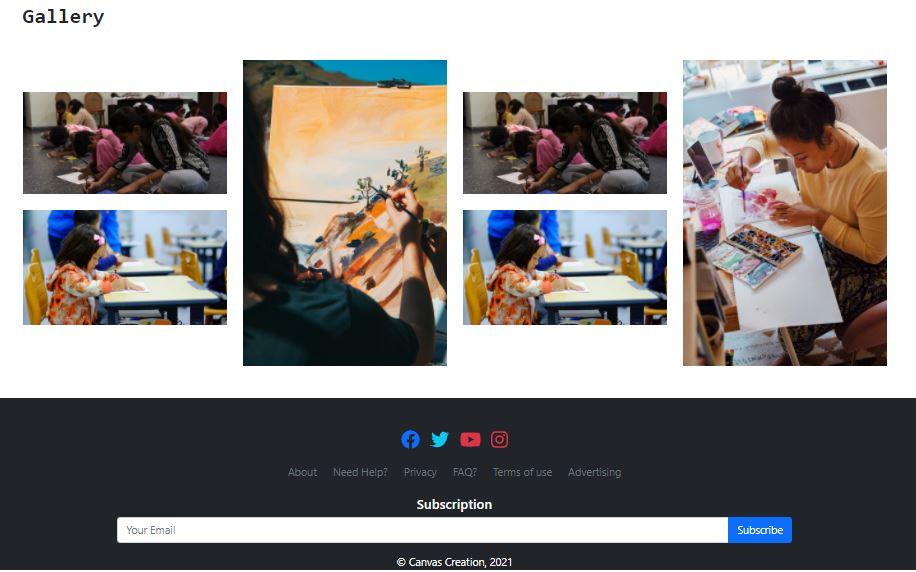 Gallery
About Need Help? Privacy FAQ? Terms of use Advertising
Subscription
Your Email Subscribe
© Canvas Creation, 2021